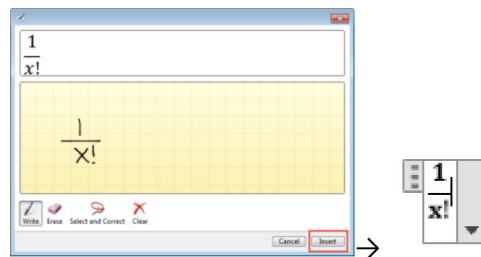 1
x!
1
x!
Write Erase Select and Correct Clear
Cancel Insert
→
1
x!